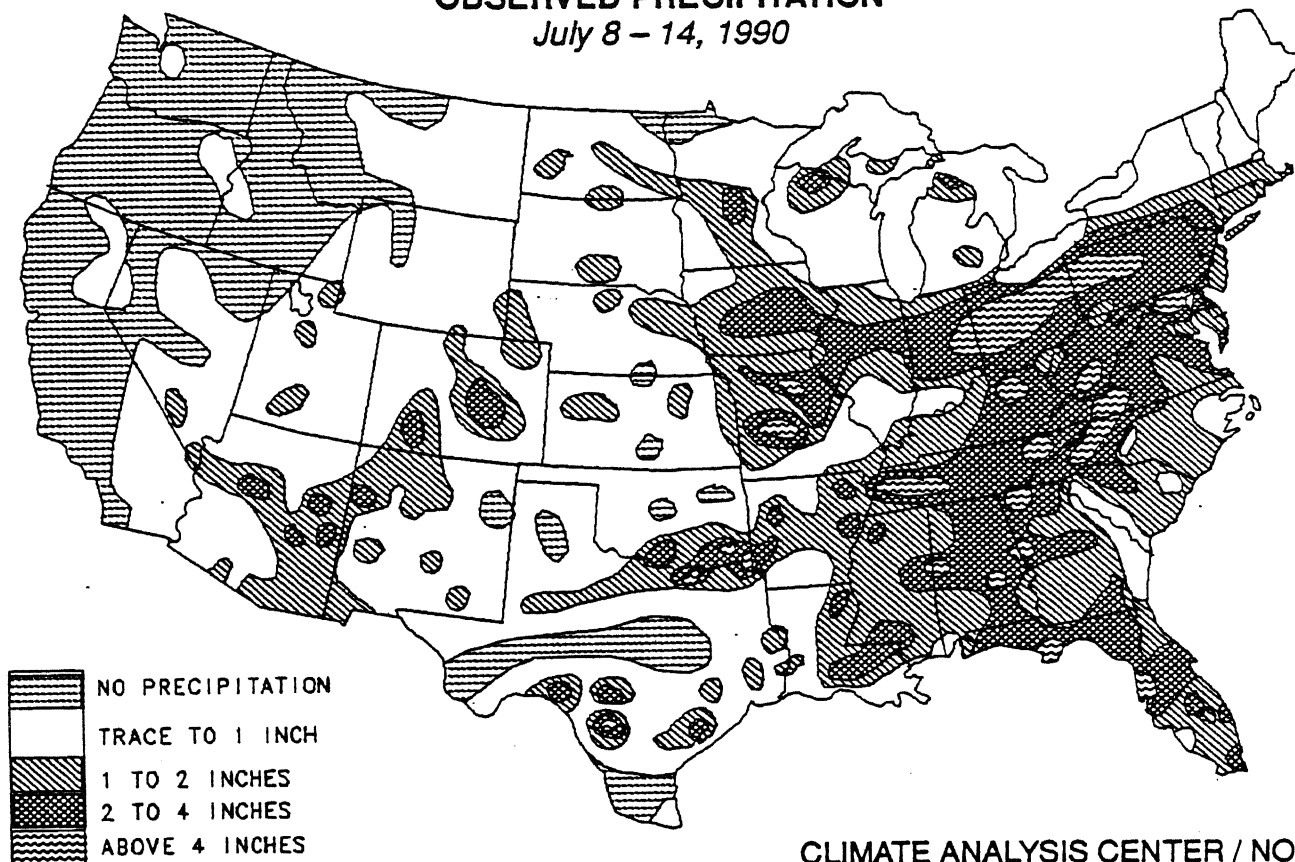 OBSERVED PRECIPITATION
July 8 – 14, 1990
NO PRECIPITATION
TRACE TO 1 INCH
1 TO 2 INCHES
2 TO 4 INCHES
ABOVE 4 INCHES
CLIMATE ANALYSIS CENTER / NO